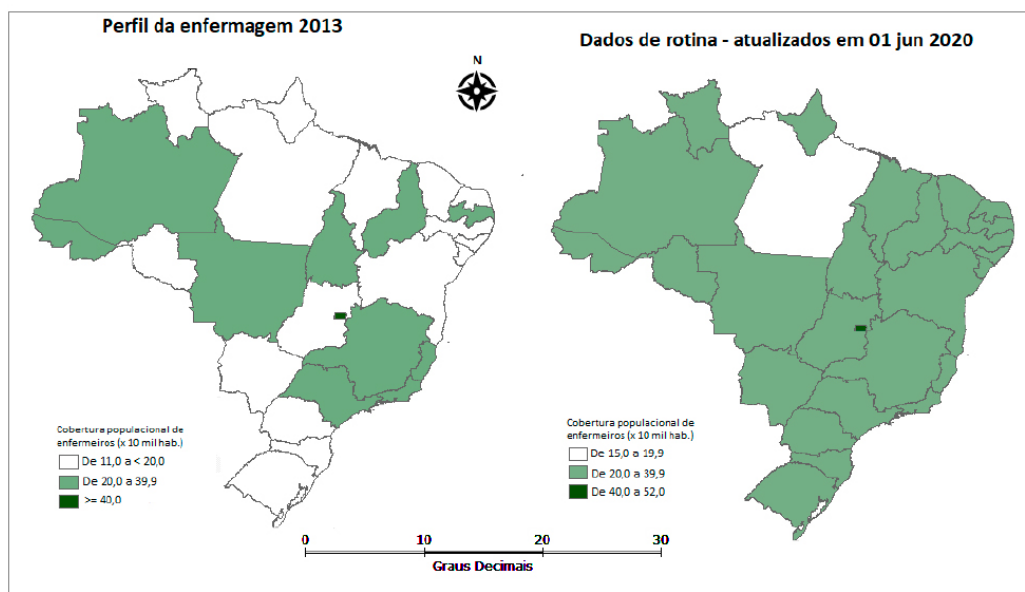 Perfil da enfermagem 2013
Dados de rotina - atualizados em 01 jun 2020
N
Cobertura populacional de
enfermeiros (x 10 mil hab.)
De 11,0 a < 20,0
De 20,0 a 39,9
>= 40,0
Cobertura populacional de
enfermeiros (x 10 mil hab.)
De 15,0 a 19,9
De 20,0 a 39,9
De 40,0 a 52,0
0 10 20 30
Graus Decimais